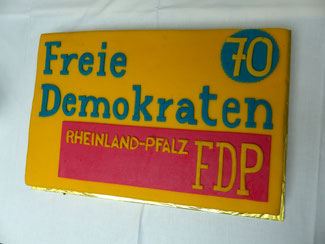 Freie 70
Demokraten
RHEINLAND-PFALZ FDP